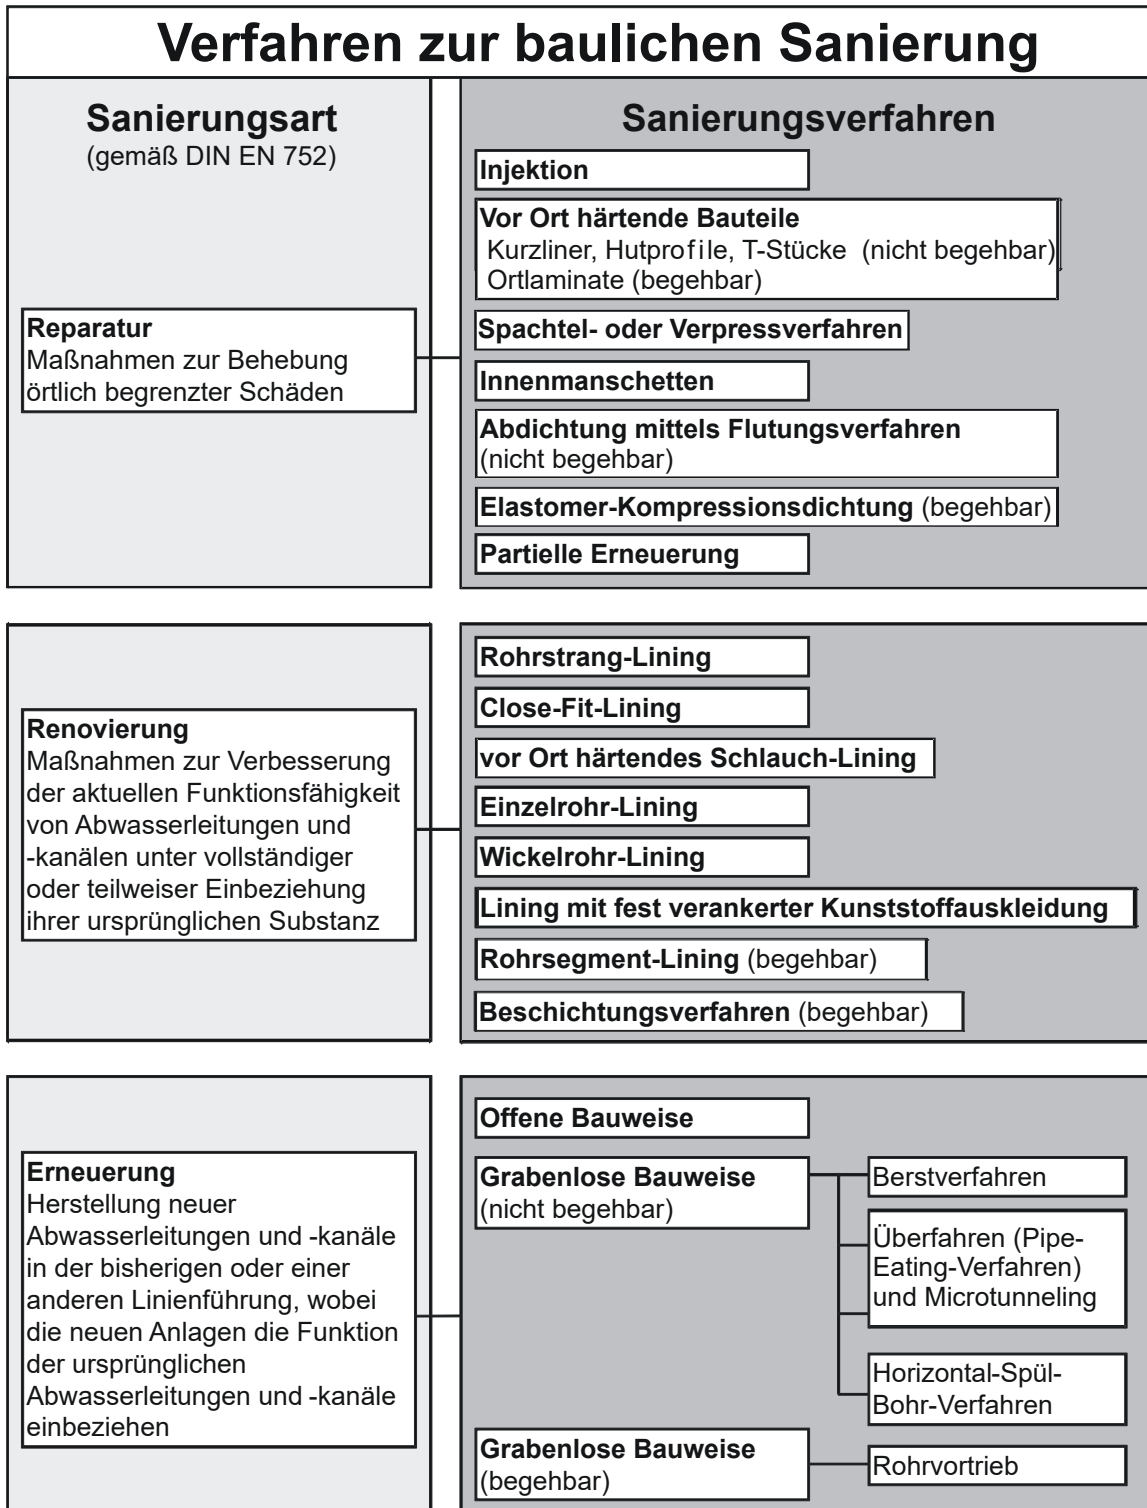 Verfahren zur baulichen Sanierung
Sanierungsart
(gemäß DIN EN 752)
Sanierungsverfahren
Reparatur
Maßnahmen zur Behebung
örtlich begrenzter Schäden
Injektion
Vor Ort härtende Bauteile
Kurzliner, Hutprofile, T-Stücke (nicht begehbar)
Ortlaminate (begehbar)
Spachtel- oder Verpressverfahren
Innenmanschetten
Abdichtung mittels Flutungsverfahren
(nicht begehbar)
Elastomer-Kompressionsdichtung (begehbar)
Partielle Erneuerung
Renovierung
Maßnahmen zur Verbesserung
der aktuellen Funktionsfähigkeit
von Abwasserleitungen und
-kanälen unter vollständiger
oder teilweiser Einbeziehung
ihrer ursprünglichen Substanz
Rohrstrang-Lining
Close-Fit-Lining
vor Ort härtendes Schlauch-Lining
Einzelrohr-Lining
Wickelrohr-Lining
Lining mit fest verankerter Kunststoffauskleidung
Rohrsegment-Lining (begehbar)
Beschichtungsverfahren (begehbar)
Erneuerung
Herstellung neuer
Abwasserleitungen und -kanäle
in der bisherigen oder einer
anderen Linienführung, wobei
die neuen Anlagen die Funktion
der ursprünglichen
Abwasserleitungen und -kanäle
einbeziehen
Offene Bauweise
Grabenlose Bauweise
(nicht begehbar)
Berstverfahren
Überfahren (Pipe-
Eating-Verfahren)
und Microtunneling
Horizontal-Spül-
Bohr-Verfahren
Grabenlose Bauweise
(begehbar)
Rohrvortrieb